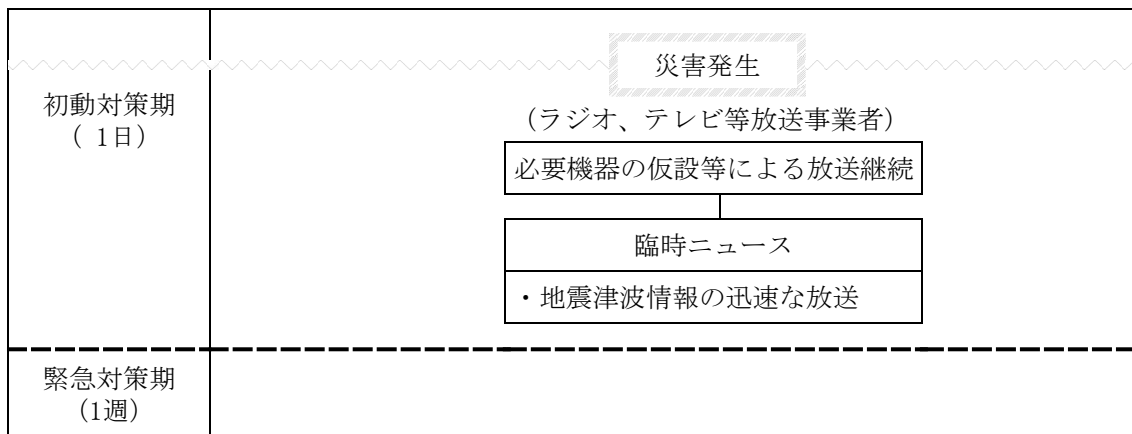 災害発生
初動対策期
( 1日)
（ラジオ、テレビ等放送事業者）
必要機器の仮設等による放送継続
臨時ニュース
・地震津波情報の迅速な放送
緊急対策期
(1週)